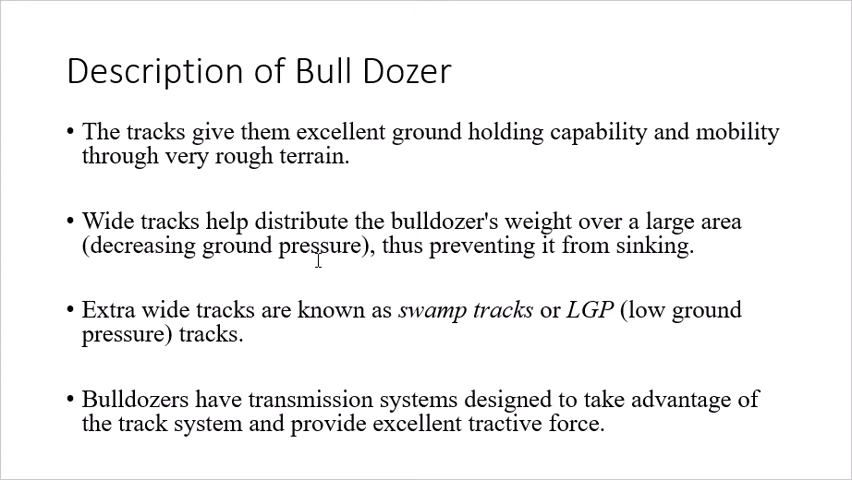 Description of Bull Dozer
• The tracks give them excellent ground holding capability and mobility
through very rough terrain.
• Wide tracks help distribute the bulldozer's weight over a large area
(decreasing ground pressure), thus preventing it from sinking.
• Extra wide tracks are known as swamp tracks or LGP (low ground
pressure) tracks.
• Bulldozers have transmission systems designed to take advantage of
the track system and provide excellent tractive force.